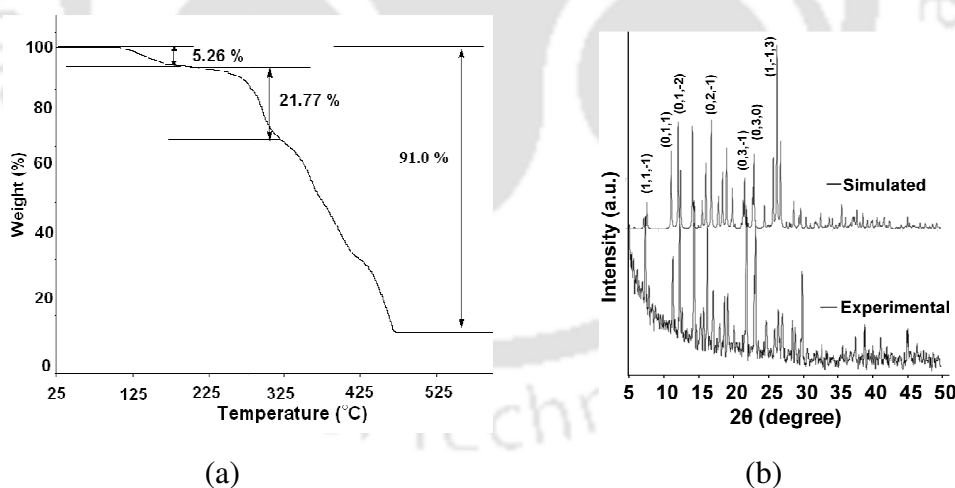 100
80
60
40
20
0
Weight (%)
5.26 %
21.77 %
91.0 %
25 125 225 325 425 525
Temperature (°C)
(a)
Intensity (a.u.)
(1,1,-1)
(0,1,1)
(0,1,-2)
(0,2,-1)
(0,3,-1)
(0,3,0)
(1,-1,3)
Simulated
Experimental
5 10 15 20 25 30 35 40 45 50
2θ (degree)
(b)
Techn